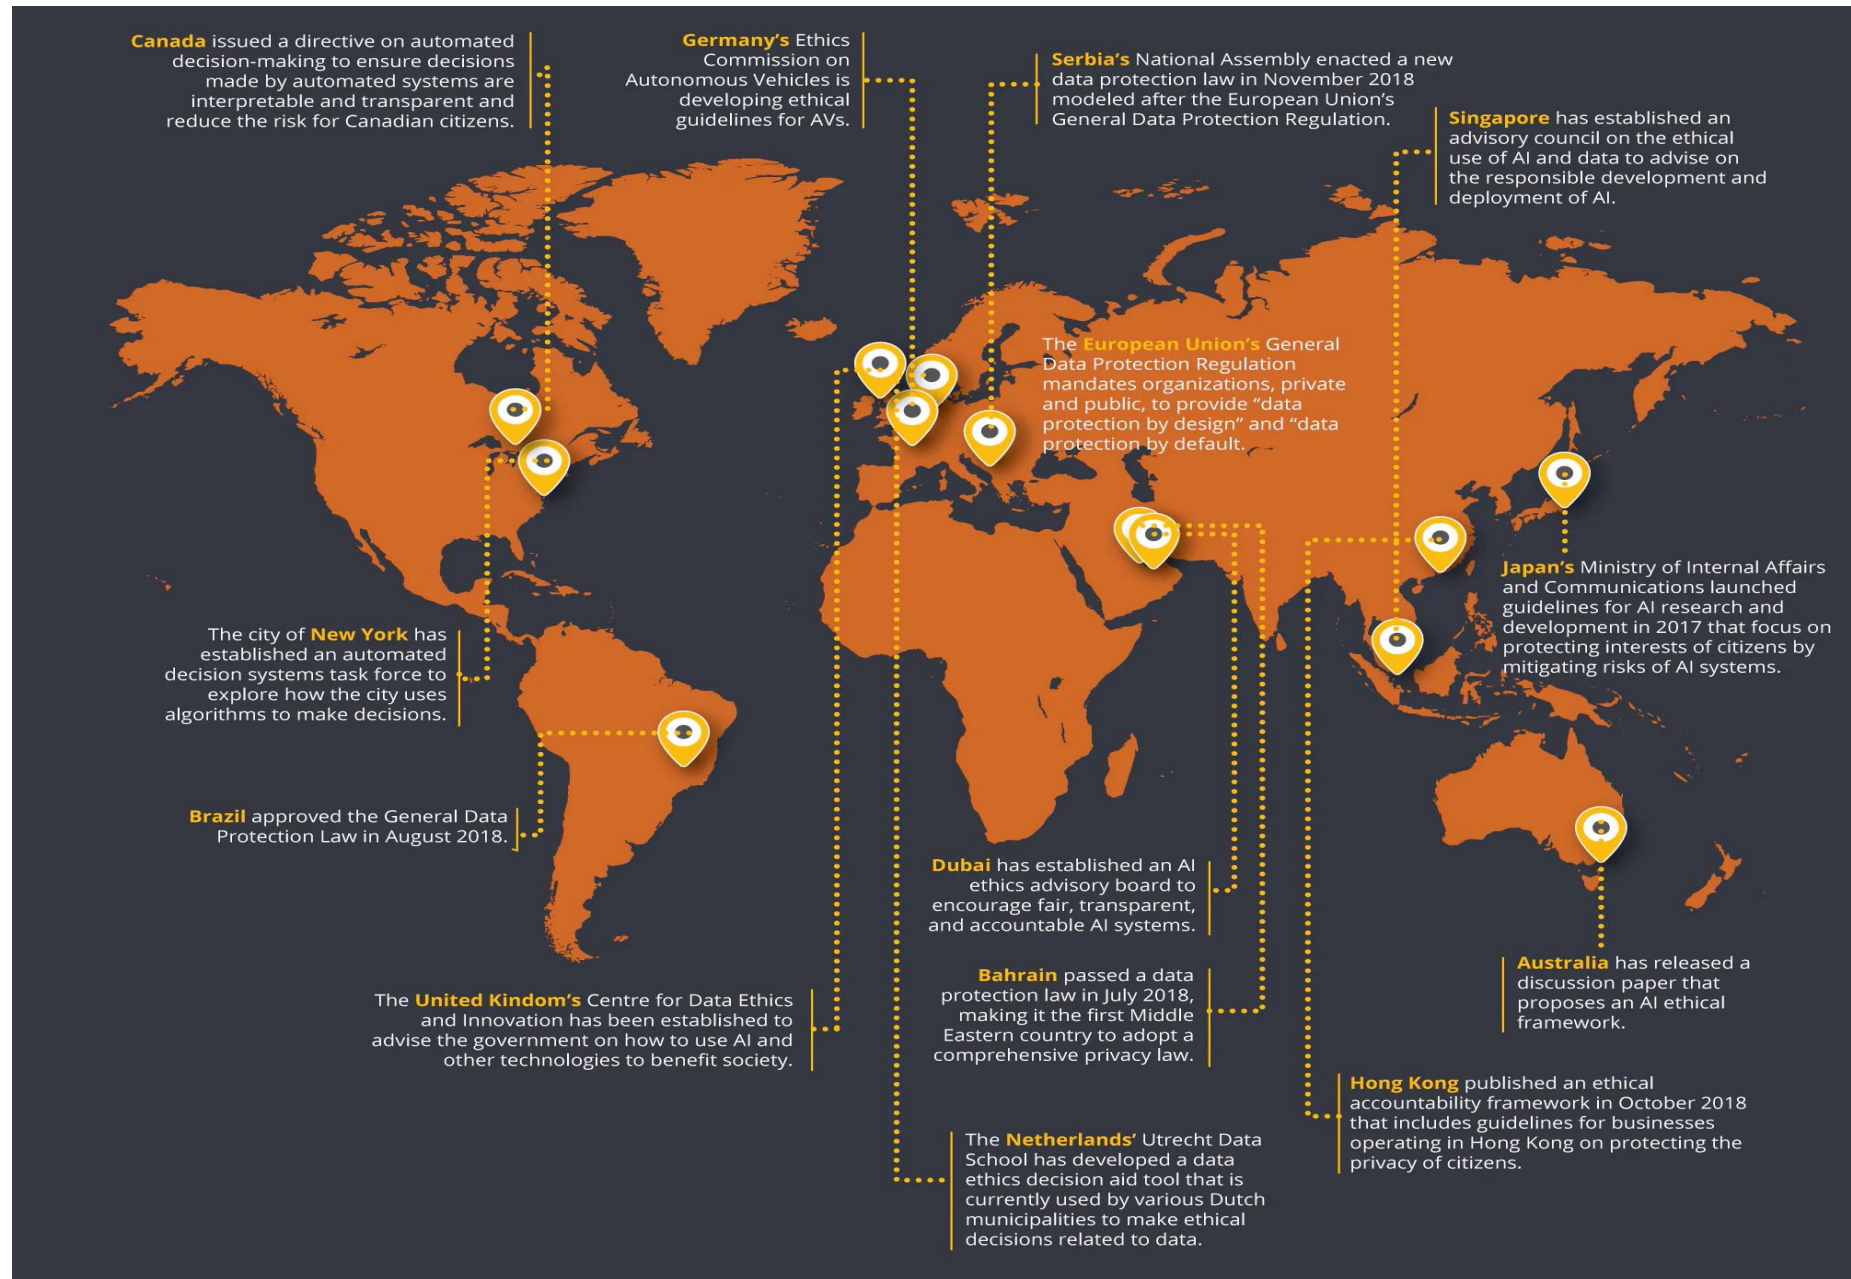 Canada issued a directive on automated
decision-making to ensure decisions
made by automated systems are
interpretable and transparent and
reduce the risk for Canadian citizens.
Germany's Ethics
Commission on
Autonomous Vehicles is
developing ethical
guidelines for AVs.
Serbia's National Assembly enacted a new
data protection law in November 2018
modeled after the European Union's
General Data Protection Regulation.
Singapore has established an
advisory council on the ethical
use of AI and data to advise on
the responsible development and
deployment of AI.
The European Union's General
Data Protection Regulation
mandates organizations, private
and public, to provide “data
protection by design” and “data
protection by default.
Japan's Ministry of Internal Affairs
and Communications launched
guidelines for AI research and
development in 2017 that focus on
protecting interests of citizens by
mitigating risks of AI systems.
The city of New York has
established an automated
decision systems task force to
explore how the city uses
algorithms to make decisions.
Brazil approved the General Data
Protection Law in August 2018.
Dubai has established an AI
ethics advisory board to
encourage fair, transparent,
and accountable AI systems.
Bahrain passed a data
protection law in July 2018,
making it the first Middle
Eastern country to adopt a
comprehensive privacy law.
Australia has released a
discussion paper that
proposes an AI ethical
framework.
The United Kindom's Centre for Data Ethics
and Innovation has been established to
advise the government on how to use AI and
other technologies to benefit society.
Hong Kong published an ethical
accountability framework in October 2018
that includes guidelines for businesses
operating in Hong Kong on protecting the
privacy of citizens.
The Netherlands' Utrecht Data
School has developed a data
ethics decision aid tool that is
currently used by various Dutch
municipalities to make ethical
decisions related to data.